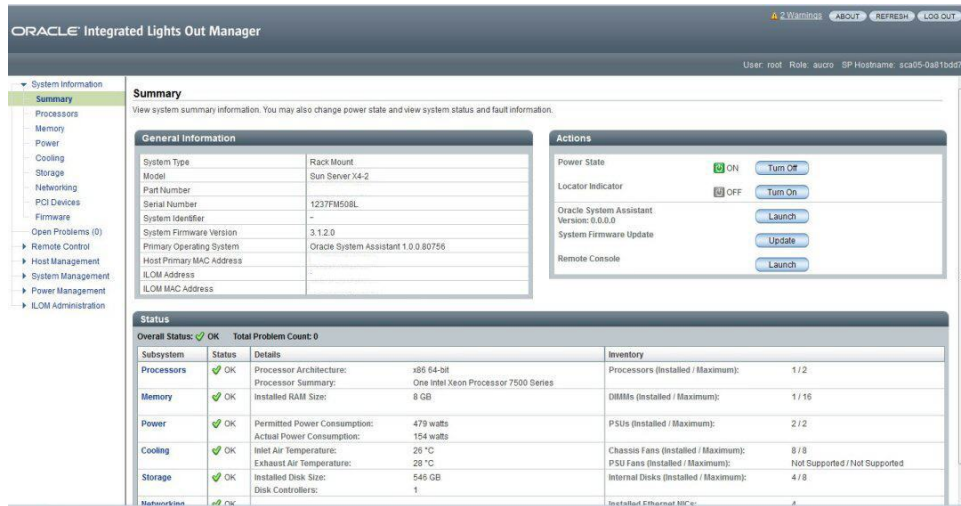 2 Warnings ABOUT REFRESH LOG OUT
ORACLE Integrated Lights Out Manager
User: root Role: aucro SP Hostname: sca05-0a81bdd7
System Information
Summary
Processors
Memory
Power
Cooling
Storage
Networking
PCI Devices
Firmware
Open Problems (0)
Remote Control
Host Management
System Management
Power Management
ILOM Administration
Summary
View system summary information. You may also change power state and view system status and fault information.
General Information
System Type Rack Mount
Model Sun Server X4-2
Part Number
Serial Number 1237FM508L
System Identifier -
System Firmware Version 3.1.2.0
Primary Operating System Oracle System Assistant 1.0.0.80756
Host Primary MAC Address
ILOM Address
ILOM MAC Address
Actions
Power State ON Turn Off
Locator Indicator OFF Turn On
Oracle System Assistant
Version: 0.0.0.0 Launch
System Firmware Update Update
Remote Console Launch
Status
Overall Status: OK Total Problem Count: 0
Subsystem Status Details Inventory
Processors OK Processor Architecture: x86 64-bit Processors (Installed / Maximum): 1 / 2
Processor Summary: One Intel Xeon Processor 7500 Series
Memory OK Installed RAM Size: 8 GB DIMMs (Installed / Maximum): 1 / 16
Power OK Permitted Power Consumption: 479 watts PSUs (Installed / Maximum): 2 / 2
Actual Power Consumption: 154 watts
Cooling OK Inlet Air Temperature: 26 °C Chassis Fans (Installed / Maximum): 8 / 8
Exhaust Air Temperature: 28 °C PSU Fans (Installed / Maximum): Not Supported / Not Supported
Storage OK Installed Disk Size: 546 GB Internal Disks (Installed / Maximum): 4 / 8
Disk Controllers: 1
Networking OK Installed Ethernet NICs: 4